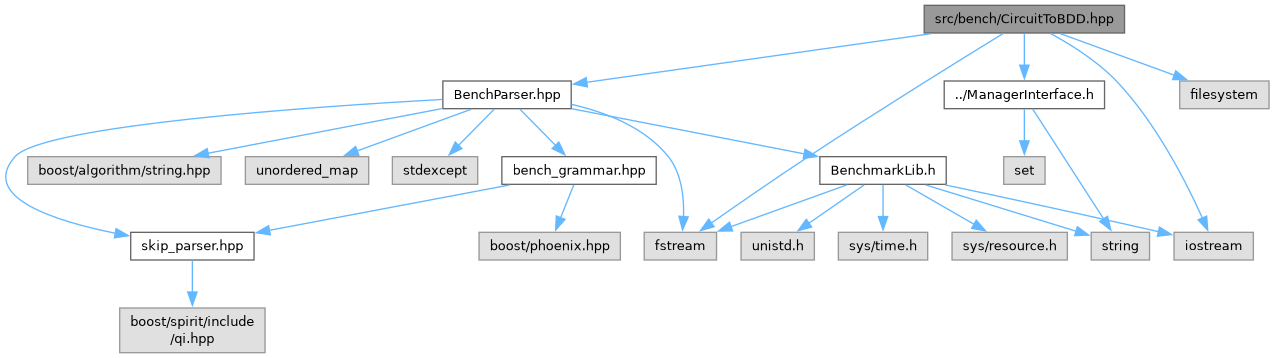 src/bench/CircuitToBDD.hpp
BenchParser.hpp
../ManagerInterface.h
filesystem
boost/algorithm/string.hpp
unordered_map
stdexcept
bench_grammar.hpp
BenchmarkLib.h
set
skip_parser.hpp
boost/phoenix.hpp
fstream
unistd.h
sys/time.h
sys/resource.h
string
iostream
boost/spirit/include
/qi.hpp